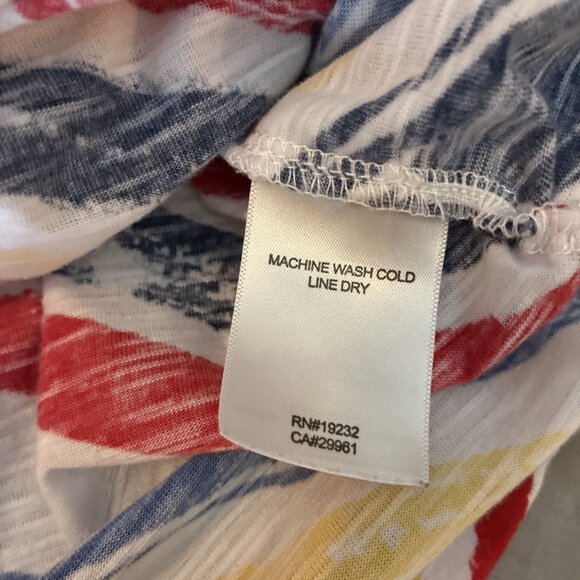 MACHINE WASH COLD
LINE DRY
RN#19232
CA#29961